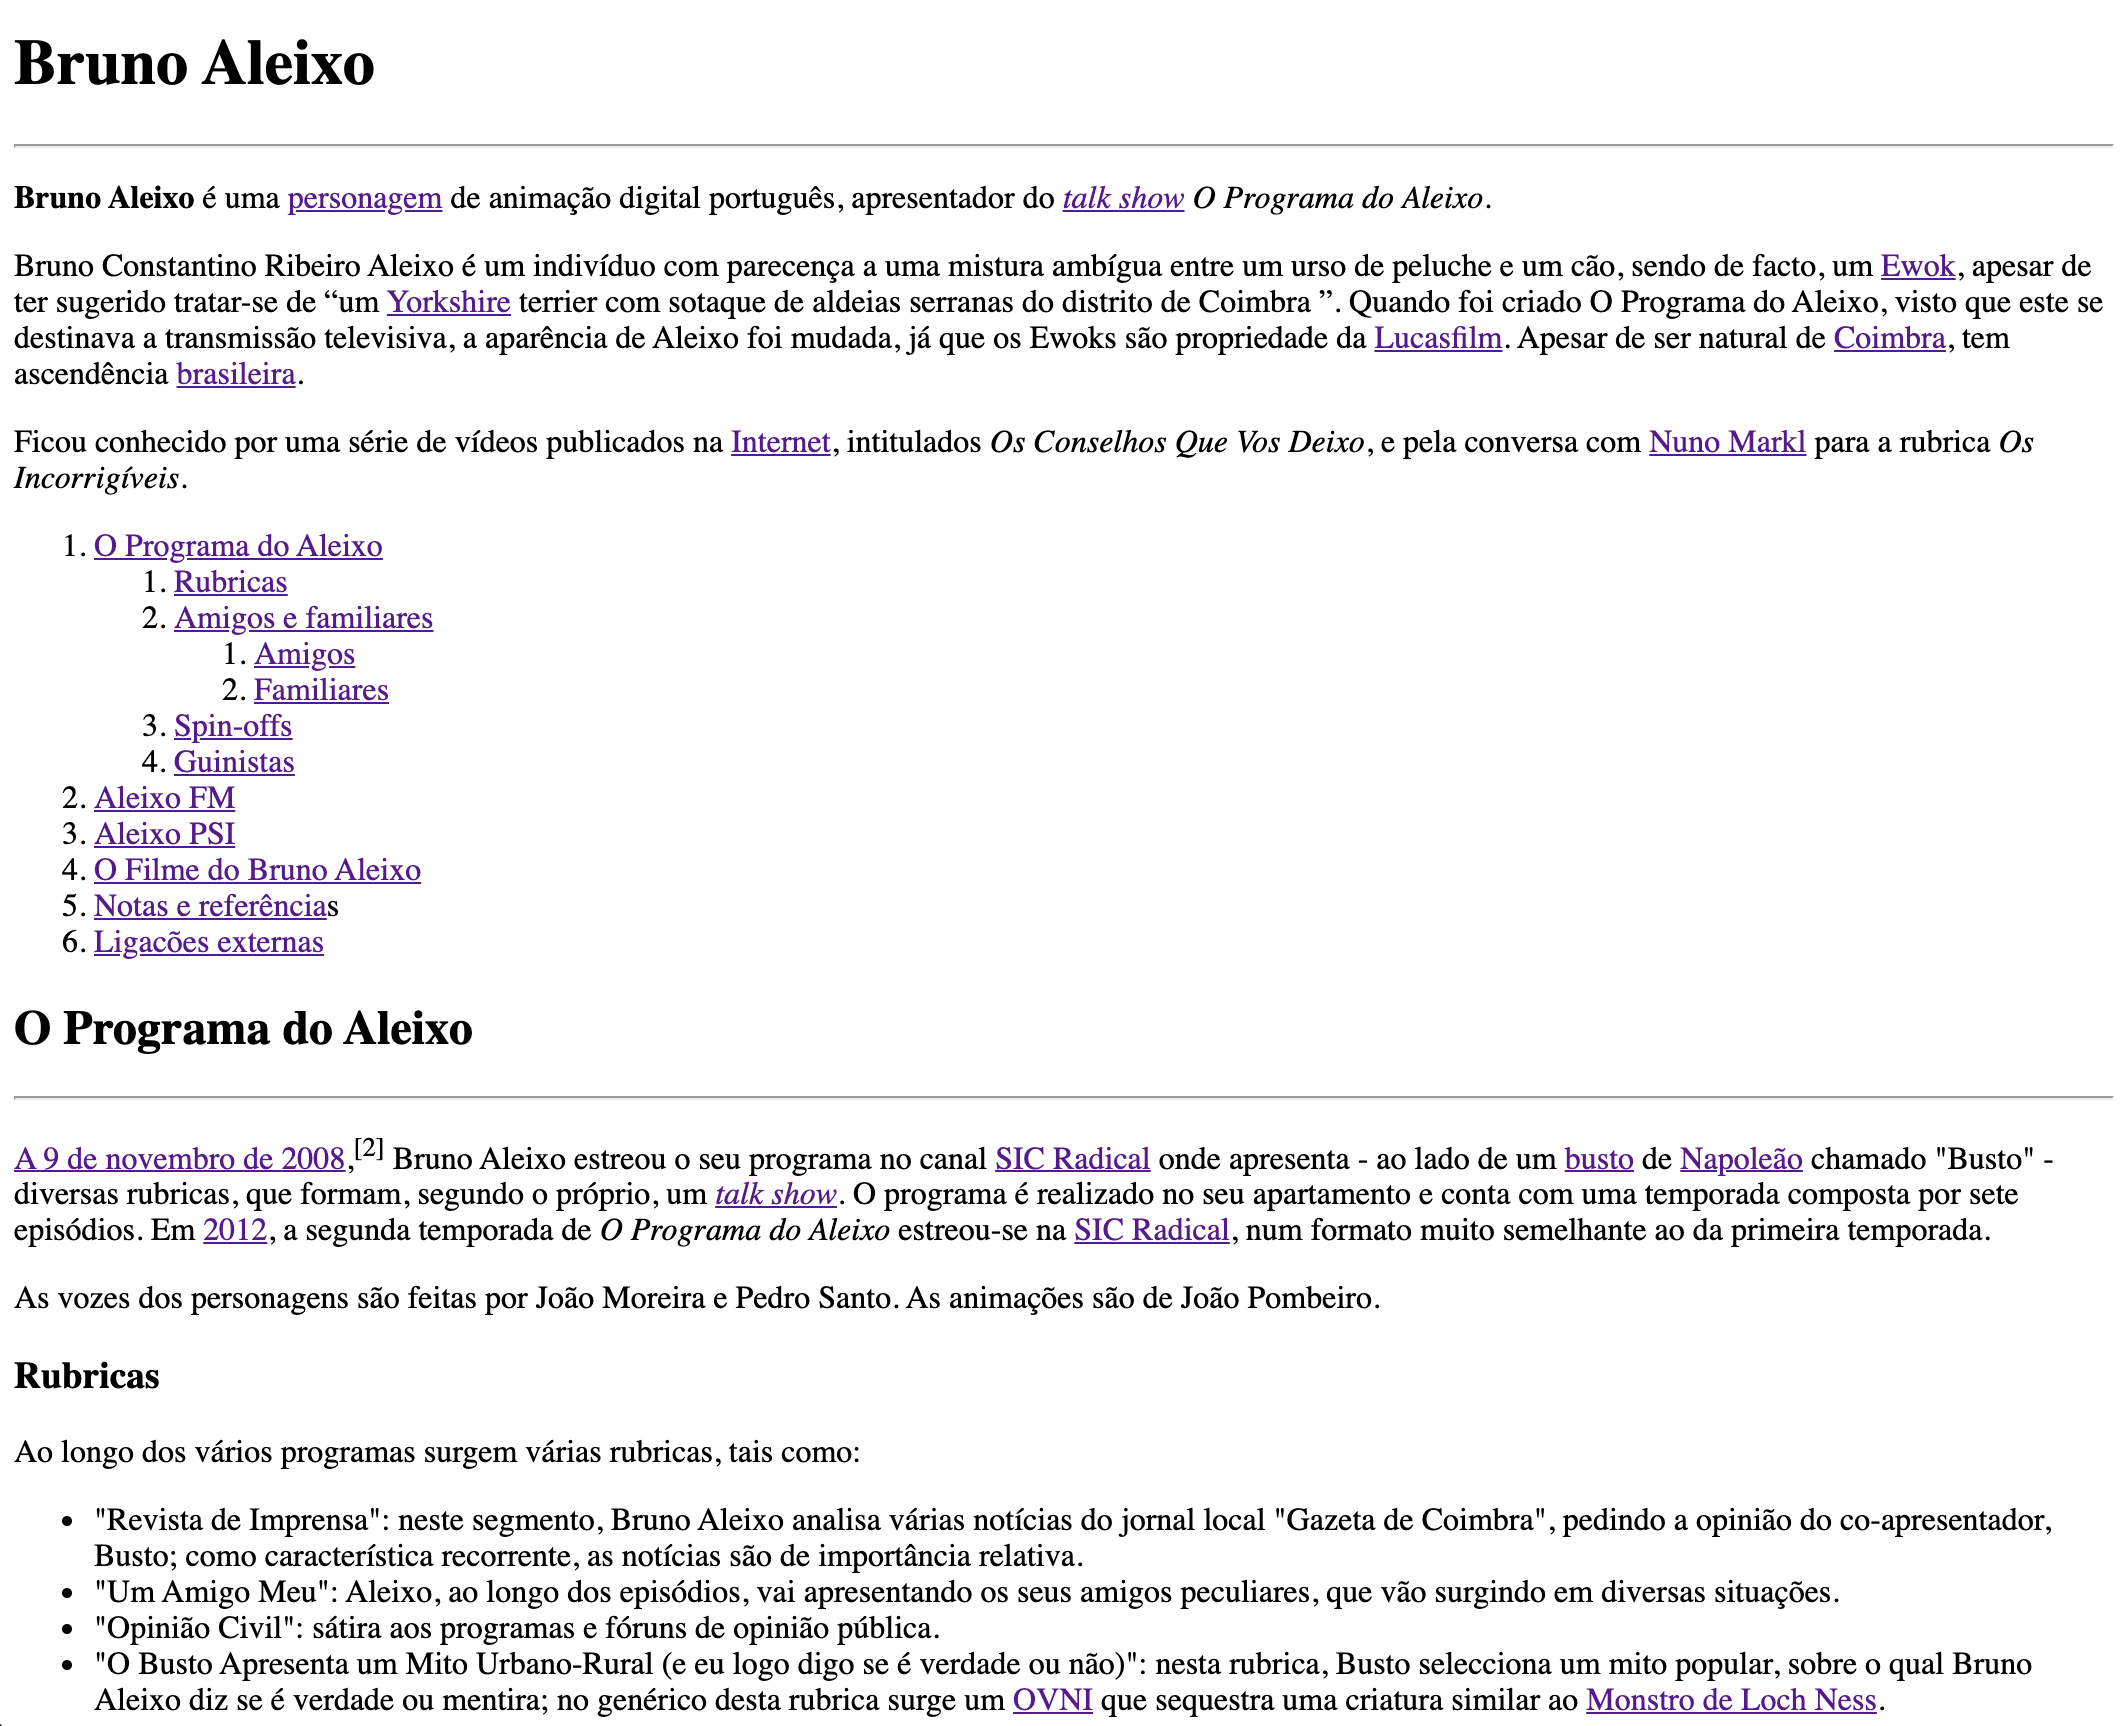 Bruno Aleixo
Bruno Aleixo é uma personagem de animação digital português, apresentador do talk show O Programa do Aleixo.
Bruno Constantino Ribeiro Aleixo é um indivíduo com parecença a uma mistura ambígua entre um urso de peluche e um cão, sendo de facto, um Ewok, apesar de
ter sugerido tratar-se de “um Yorkshire terrier com sotaque de aldeias serranas do distrito de Coimbra ”. Quando foi criado O Programa do Aleixo, visto que este se
destinava a transmissão televisiva, a aparência de Aleixo foi mudada, já que os Ewoks são propriedade da Lucasfilm. Apesar de ser natural de Coimbra, tem
ascendência brasileira.
Ficou conhecido por uma série de vídeos publicados na Internet, intitulados Os Conselhos Que Vos Deixo, e pela conversa com Nuno Markl para a rubrica Os
Incorrigíveis.
1. O Programa do Aleixo
1. Rubricas
2. Amigos e familiares
1. Amigos
2. Familiares
3. Spin-offs
4. Guinistas
2. Aleixo FM
3. Aleixo PSI
4. O Filme do Bruno Aleixo
5. Notas e referências
6. Ligacões externas
O Programa do Aleixo
A 9 de novembro de 2008,[2] Bruno Aleixo estreou o seu programa no canal SIC Radical onde apresenta - ao lado de um busto de Napoleão chamado "Busto" -
diversas rubricas, que formam, segundo o próprio, um talk show. O programa é realizado no seu apartamento e conta com uma temporada composta por sete
episódios. Em 2012, a segunda temporada de O Programa do Aleixo estreou-se na SIC Radical, num formato muito semelhante ao da primeira temporada.
As vozes dos personagens são feitas por João Moreira e Pedro Santo. As animações são de João Pombeiro.
Rubricas
Ao longo dos vários programas surgem várias rubricas, tais como:
• "Revista de Imprensa": neste segmento, Bruno Aleixo analisa várias notícias do jornal local "Gazeta de Coimbra", pedindo a opinião do co-apresentador,
Busto; como característica recorrente, as notícias são de importância relativa.
• "Um Amigo Meu": Aleixo, ao longo dos episódios, vai apresentando os seus amigos peculiares, que vão surgindo em diversas situações.
• "Opinião Civil": sátira aos programas e fóruns de opinião pública.
• "O Busto Apresenta um Mito Urbano-Rural (e eu logo digo se é verdade ou não)": nesta rubrica, Busto selecciona um mito popular, sobre o qual Bruno
Aleixo diz se é verdade ou mentira; no genérico desta rubrica surge um OVNI que sequestra uma criatura similar ao Monstro de Loch Ness.